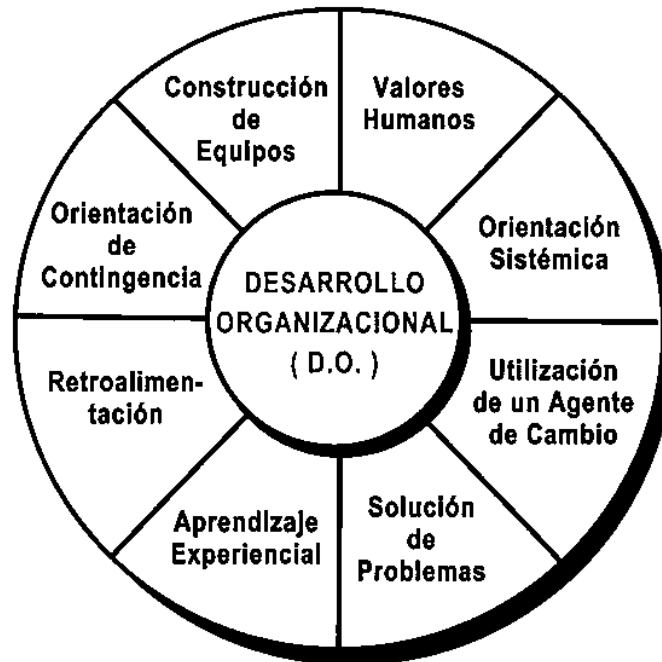 Construcción
de
Equipos
Valores
Humanos
Orientación
Sistémica
Utilización
de un Agente
de Cambio
Solución
de
Problemas
Aprendizaje
Experiencial
Retroalimen-
tación
Orientación
de
Contingencia
DESARROLLO
ORGANIZACIONAL
( D.O. )